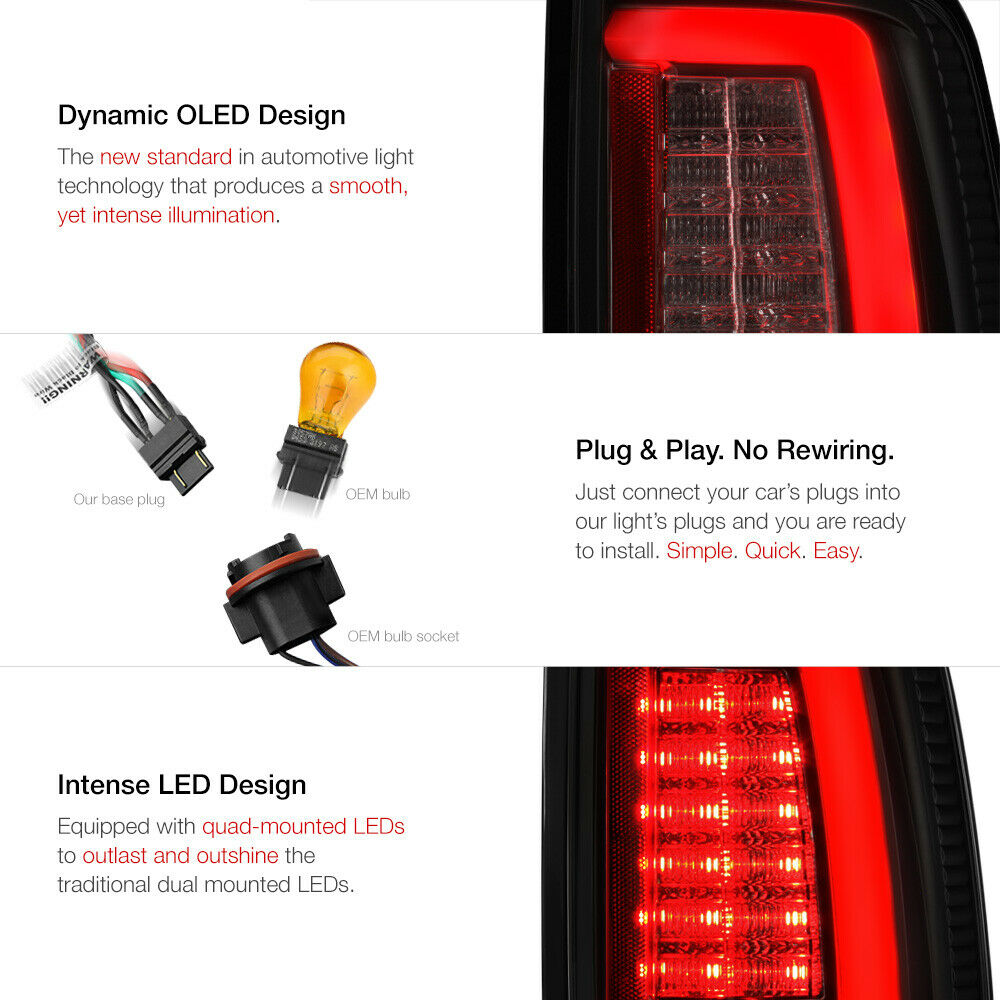 Dynamic OLED Design
The new standard in automotive light
technology that produces a smooth,
yet intense illumination.
WARNING!!
Our base plug
OEM bulb
OEM bulb socket
Plug & Play. No Rewiring.
Just connect your car’s plugs into
our light’s plugs and you are ready
to install. Simple. Quick. Easy.
Intense LED Design
Equipped with quad-mounted LEDs
to outlast and outshine the
traditional dual mounted LEDs.